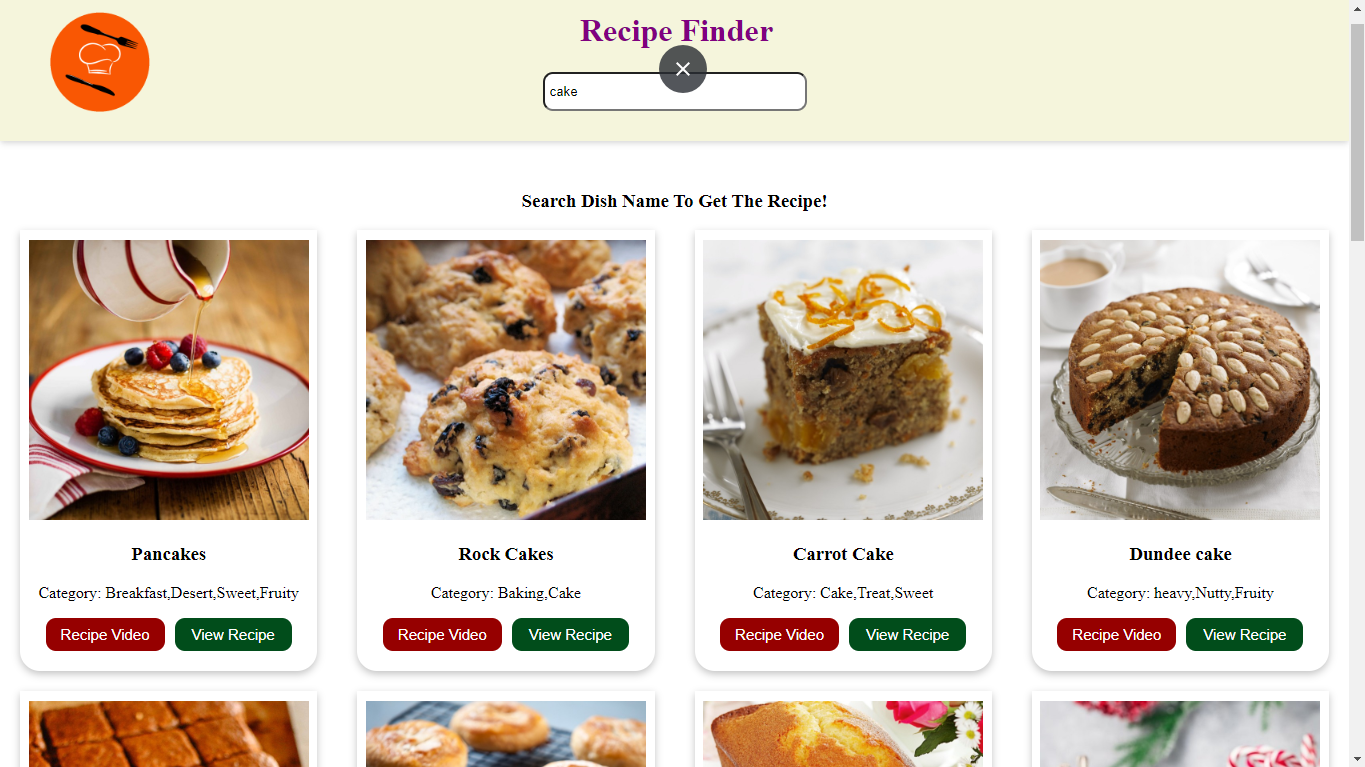 Recipe Finder
cake
Search Dish Name To Get The Recipe!
Pancakes
Category: Breakfast,Desert,Sweet,Fruity
Recipe Video View Recipe
Rock Cakes
Category: Baking,Cake
Recipe Video View Recipe
Carrot Cake
Category: Cake,Treat,Sweet
Recipe Video View Recipe
Dundee cake
Category: heavy,Nutty,Fruity
Recipe Video View Recipe